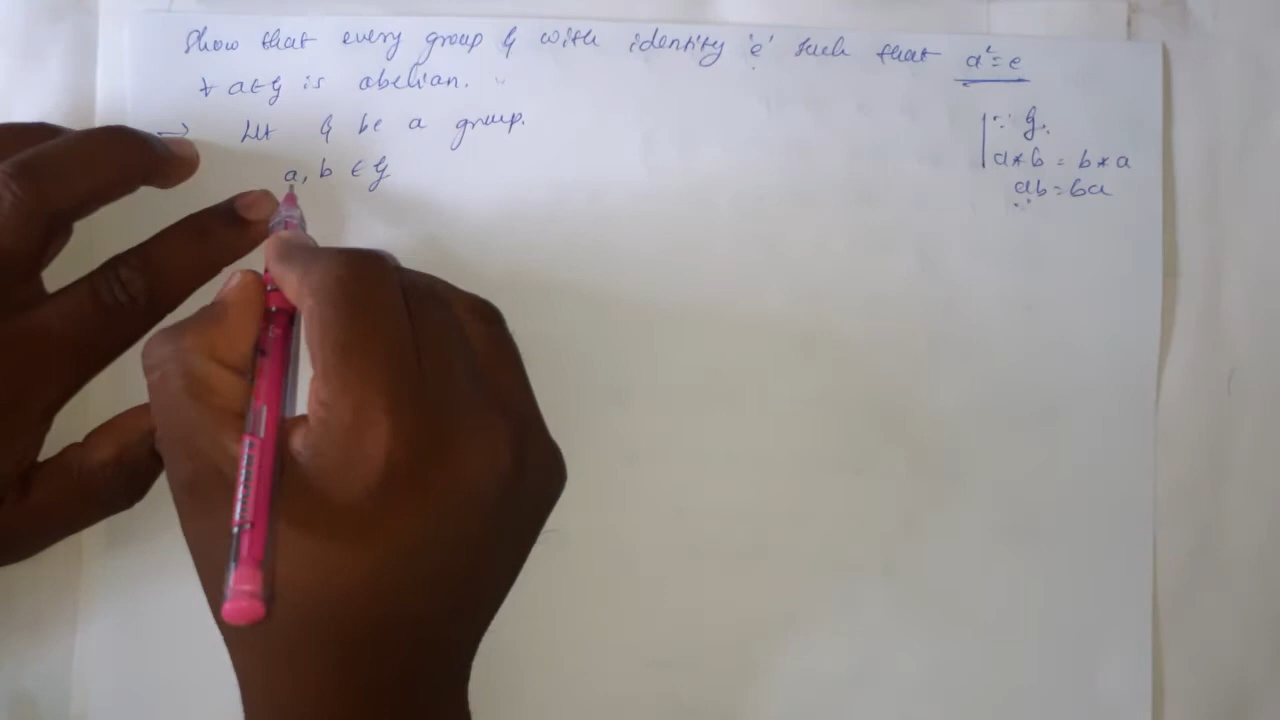 Show that every group G with identity 'e' such that a²=e
∀ a∈G is abelian.
→ Let G be a group.
a, b ∈ G
∵ G.
a*b = b*a
ab=ba